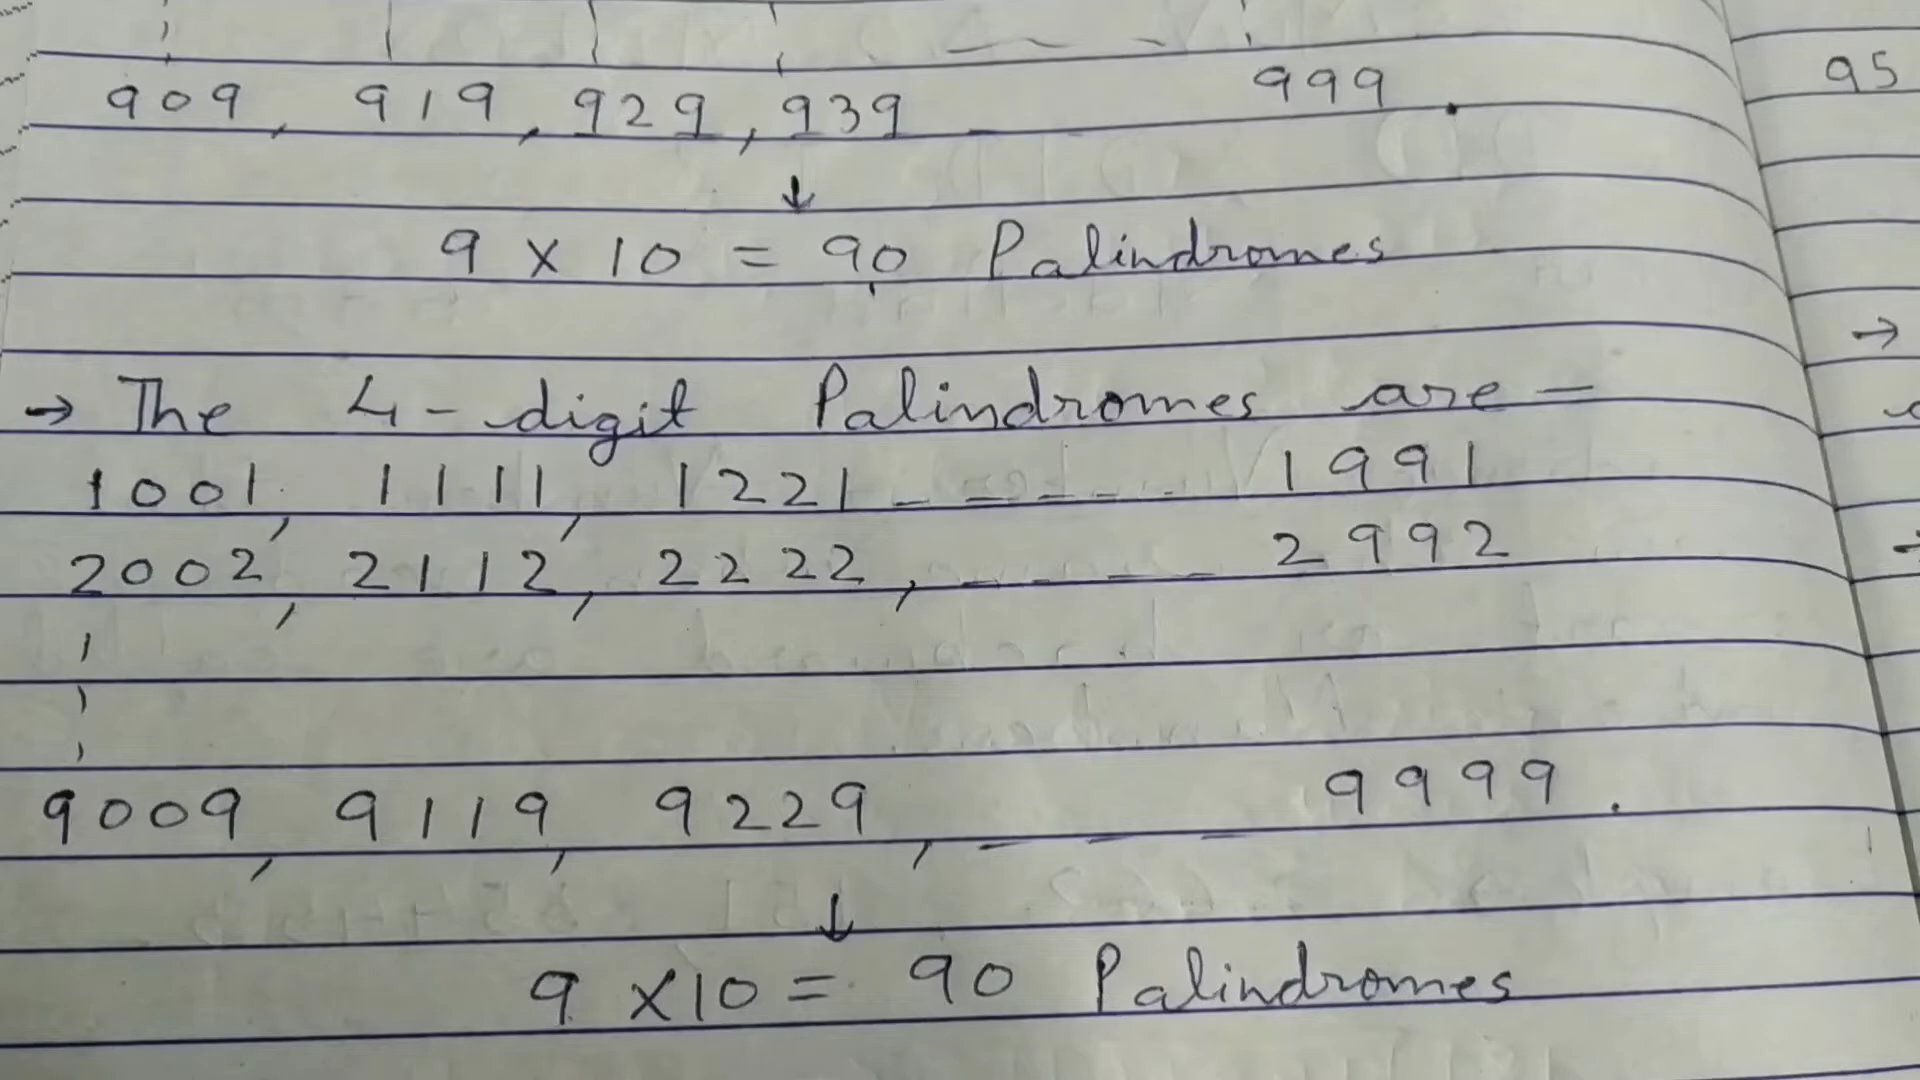 909, 919, 929, 939 _ 999.
↓
9 x 10 = 90 Palindromes
→ The 4-digit Palindromes are -
1001, 1111, 1221 _ _ _ _ _ _ 1991
2002, 2112, 2222, _ _ _ _ _ 2992
9009, 9119, 9229, _ _ _ 9999.
↓
9 x10 = 90 Palindromes
95
→